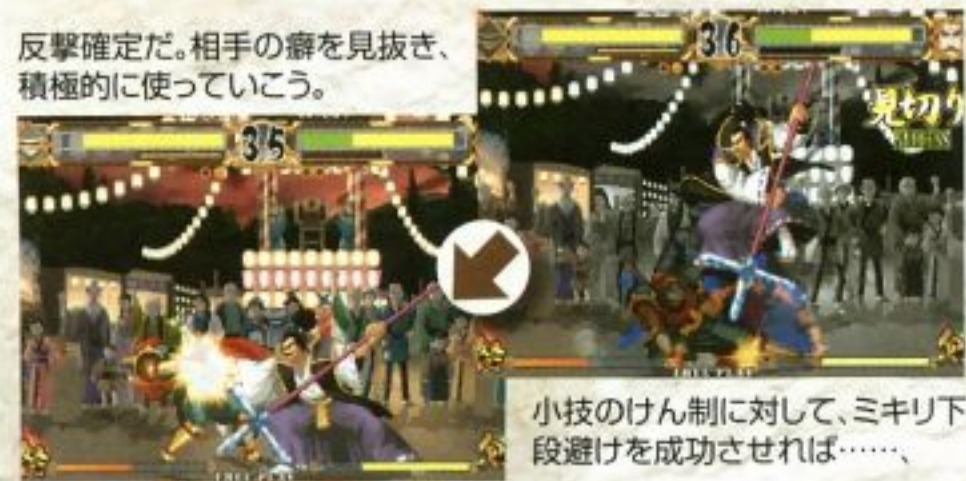 36
見切り
小技のけん制に対して、ミキリ下
段避けを成功させれば……、
反撃確定だ。相手の癖を見抜き、
積極的に使っていこう。
35